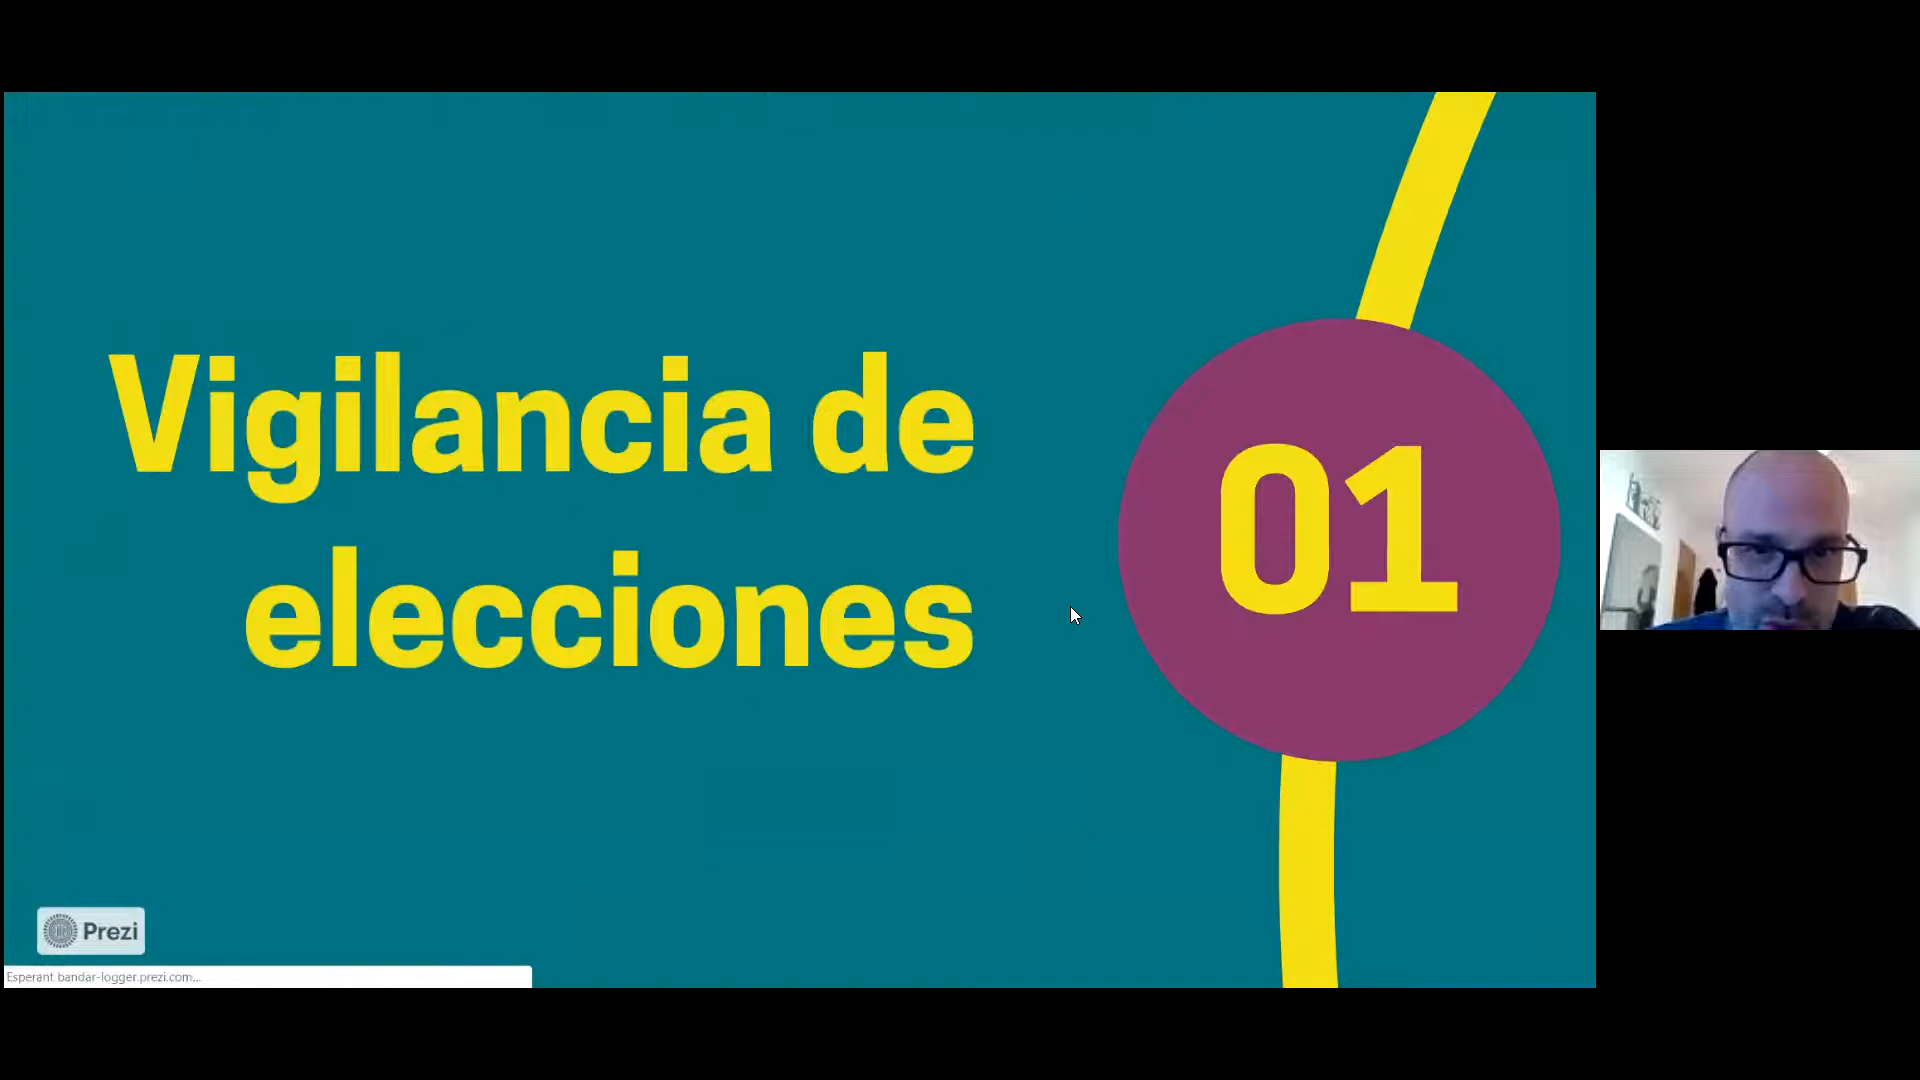 Vigilancia de
elecciones
01
Prezi
Esperant bandar-logger.prezi.com...